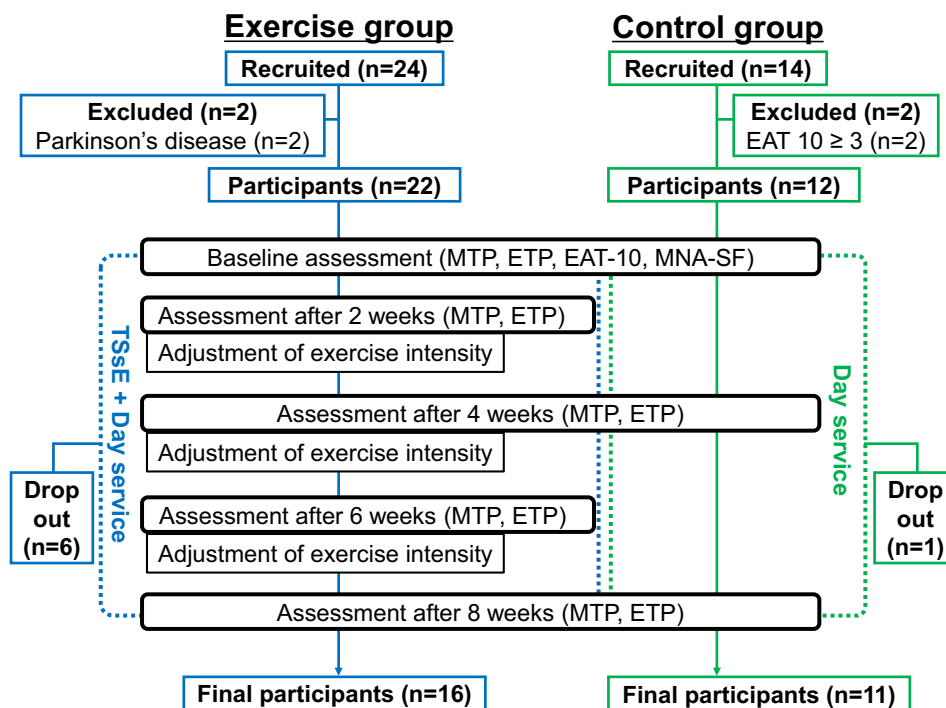 Exercise group
Control group
Recruited (n=24)
Recruited (n=14)
Excluded (n=2)
Parkinson's disease (n=2)
Excluded (n=2)
EAT 10 ≥ 3 (n=2)
Participants (n=22)
Participants (n=12)
Baseline assessment (MTP, ETP, EAT-10, MNA-SF)
Assessment after 2 weeks (MTP, ETP)
Adjustment of exercise intensity
Assessment after 4 weeks (MTP, ETP)
Adjustment of exercise intensity
Assessment after 6 weeks (MTP, ETP)
Adjustment of exercise intensity
Assessment after 8 weeks (MTP, ETP)
TSsE + Day service
Day service
Drop
out
(n=6)
Drop
out
(n=1)
Final participants (n=16)
Final participants (n=11)